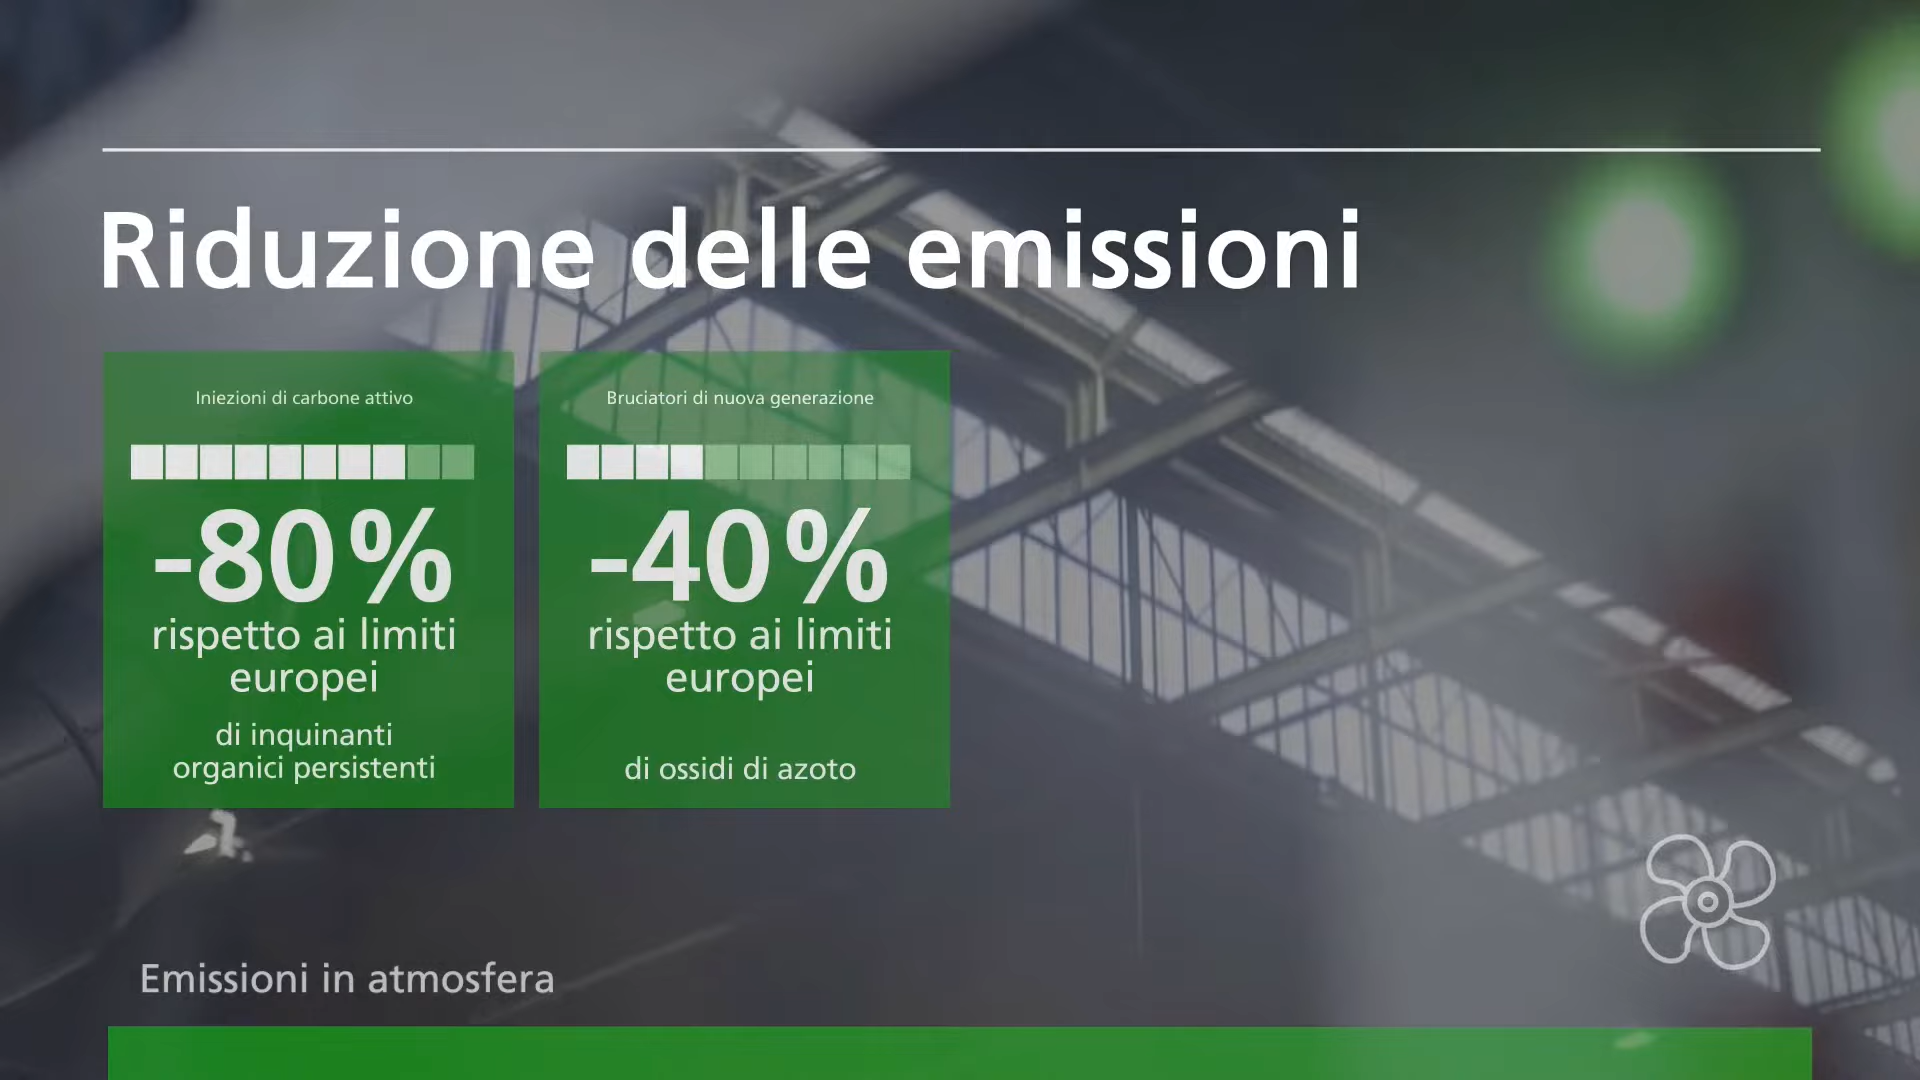 Riduzione delle emissioni
Iniezioni di carbone attivo
-80%
rispetto ai limiti
europei
di inquinanti
organici persistenti
Bruciatori di nuova generazione
-40%
rispetto ai limiti
europei
di ossidi di azoto
Emissioni in atmosfera